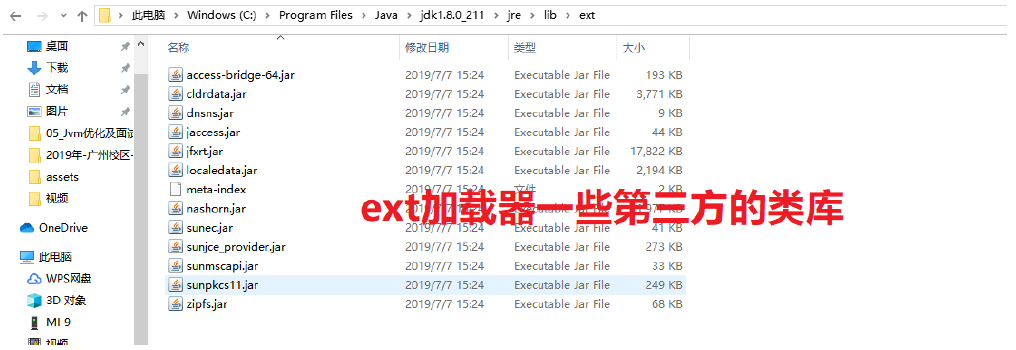 此电脑 > Windows (C:) > Program Files > Java > jdk1.8.0_211 > jre > lib > ext
桌面
下载
文档
图片
05_Jvm优化及面试
2019年-广州校区-
assets
视频
OneDrive
此电脑
WPS网盘
3D 对象
MI 9
视频
名称 修改日期 类型 大小
access-bridge-64.jar 2019/7/7 15:24 Executable Jar File 193 KB
cldrdata.jar 2019/7/7 15:24 Executable Jar File 3,771 KB
dnsns.jar 2019/7/7 15:24 Executable Jar File 9 KB
jaccess.jar 2019/7/7 15:24 Executable Jar File 44 KB
jfxrt.jar 2019/7/7 15:24 Executable Jar File 17,822 KB
localedata.jar 2019/7/7 15:24 Executable Jar File 2,194 KB
meta-index 2019/7/7 15:24 文件 2 KB
nashorn.jar 2019/7/7 15:24 Executable Jar File KB
ext加载器一些第三方的类库
sunec.jar 2019/7/7 15:24 Executable Jar File 41 KB
sunjce_provider.jar 2019/7/7 15:24 Executable Jar File 273 KB
sunmscapi.jar 2019/7/7 15:24 Executable Jar File 33 KB
sunpkcs11.jar 2019/7/7 15:24 Executable Jar File 249 KB
zipfs.jar 2019/7/7 15:24 Executable Jar File 68 KB